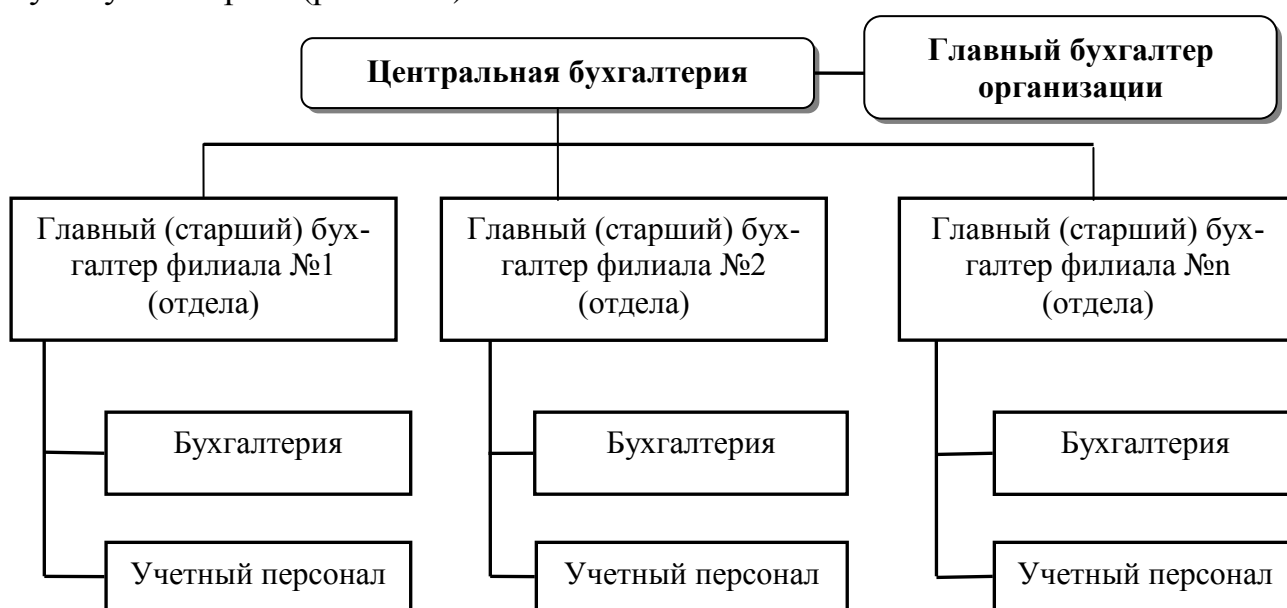 Центральная бухгалтерия
Главный бухгалтер
организации
Главный (старший) бух-
галтер филиала №1
(отдела)
Главный (старший) бух-
галтер филиала №2
(отдела)
Главный (старший) бух-
галтер филиала №n
(отдела)
Бухгалтерия
Бухгалтерия
Бухгалтерия
Учетный персонал
Учетный персонал
Учетный персонал